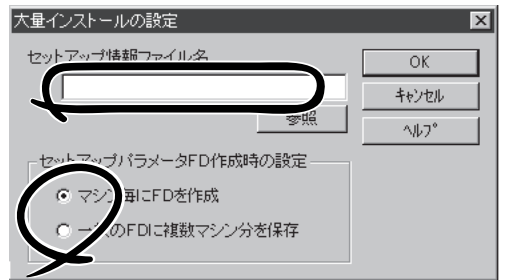 大量インストールの設定
セットアップ情報ファイル名
OK
キャンセル
参照
ヘルプ
セットアップパラメータFD作成時の設定
マシン毎にFDを作成
一枚のFDに複数マシン分を保存